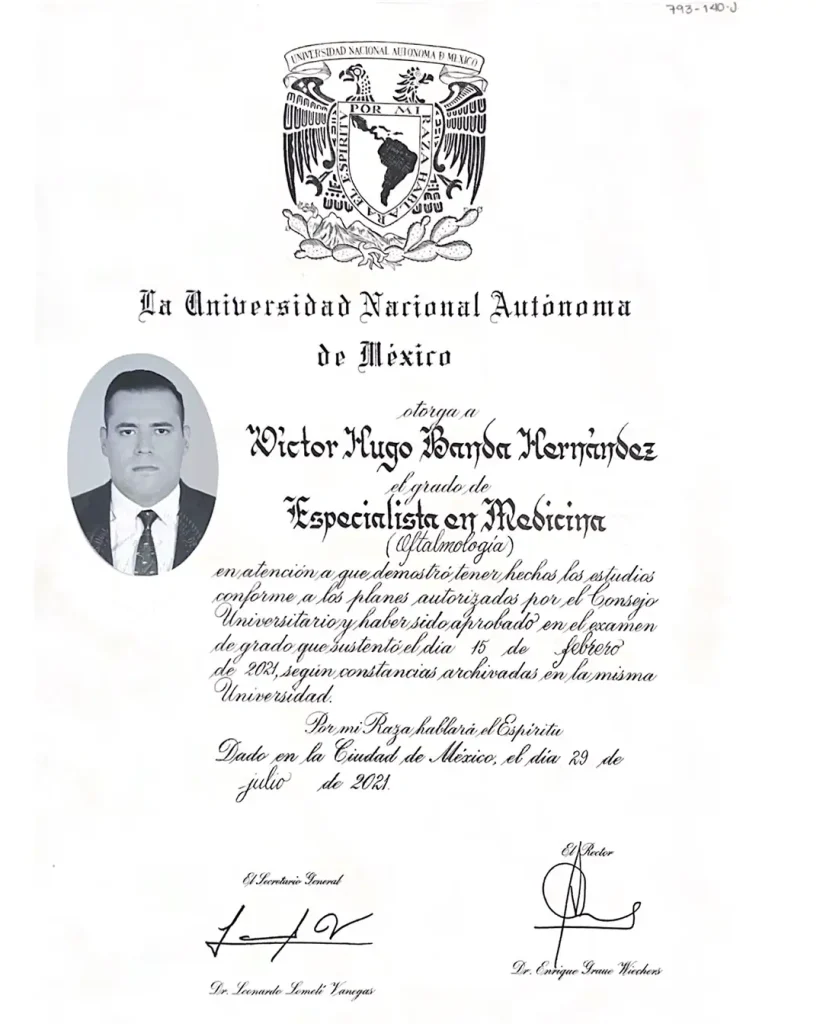 793-140-J
UNIVERSIDAD NACIONAL AUTONOMA D MEXICO
POR MI RAZA HABLARA EL ESPIRITU
La Universidad Nacional Autónoma
de México
otorga a
Victor Hugo Banda Hernández
el grado de
Especialista en Medicina
(Oftalmología)
en atención a que demostró tener hechos los estudios
conforme a los planes autorizados por el Consejo
Universitario y haber sido aprobado en el examen
de grado que sustentó el día 15 de febrero
de 2021, según constancias archivadas en la misma
Universidad.
Por mi Raza hablará el Espíritu
Dado en la Ciudad de México, el día 29 de
julio de 2021.
El Secretario General
El Rector
Dr. Leonardo Lomelí Vanegas
Dr. Enrique Graue Wiechers